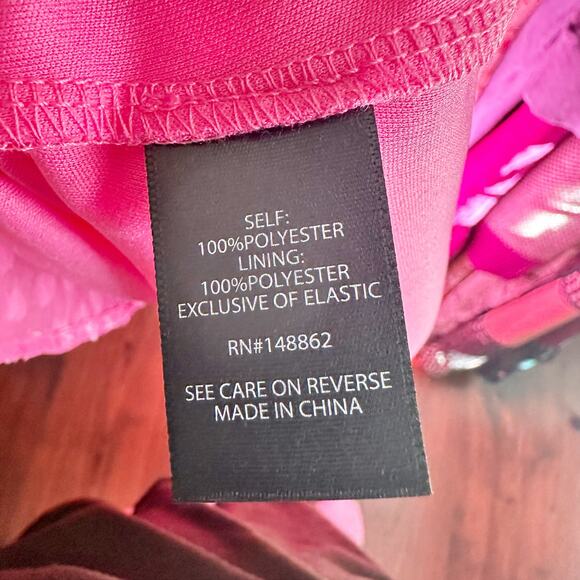 SELF:
100%POLYESTER
LINING:
100%POLYESTER
EXCLUSIVE OF ELASTIC
RN#148862
SEE CARE ON REVERSE
MADE IN CHINA